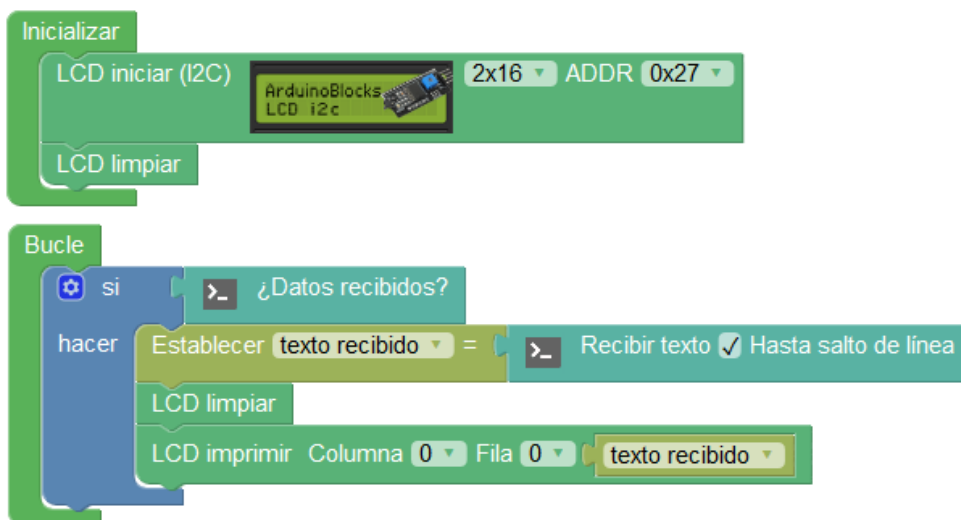 Inicializar
LCD iniciar (I2C) ArduinoBlocks LCD i2c 2x16 ADDR 0x27
LCD limpiar
Bucle
si >_ ¿Datos recibidos?
hacer Establecer texto recibido = >_ Recibir texto ✓ Hasta salto de línea
LCD limpiar
LCD imprimir Columna 0 Fila 0 texto recibido